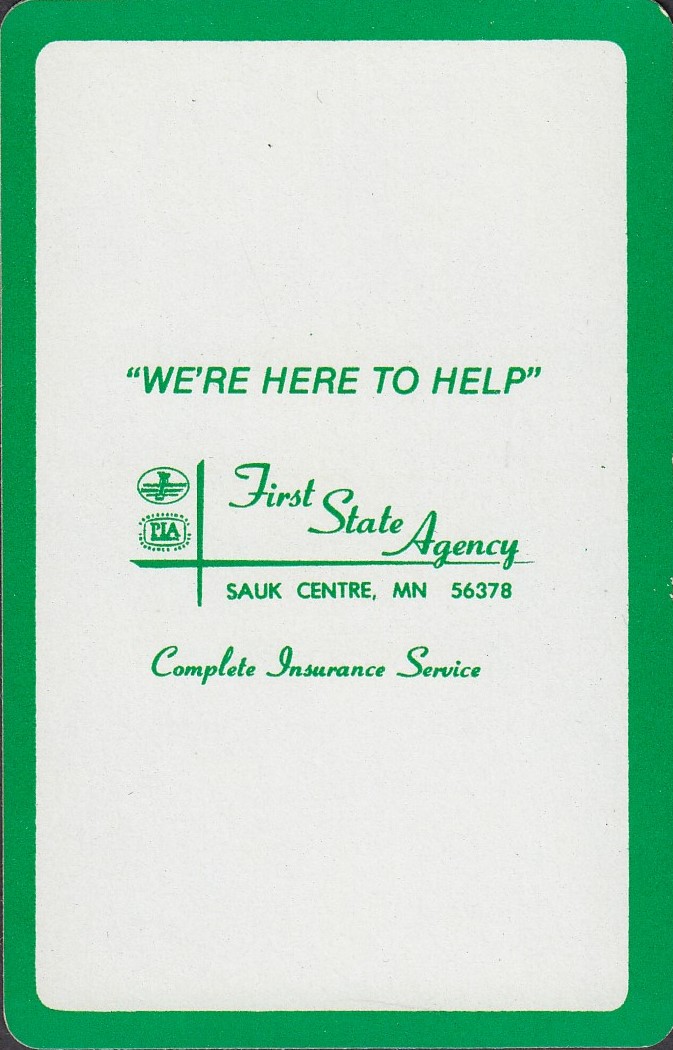 "WE'RE HERE TO HELP"
First State Agency
PIA
SAUK CENTRE, MN 56378
Complete Insurance Service